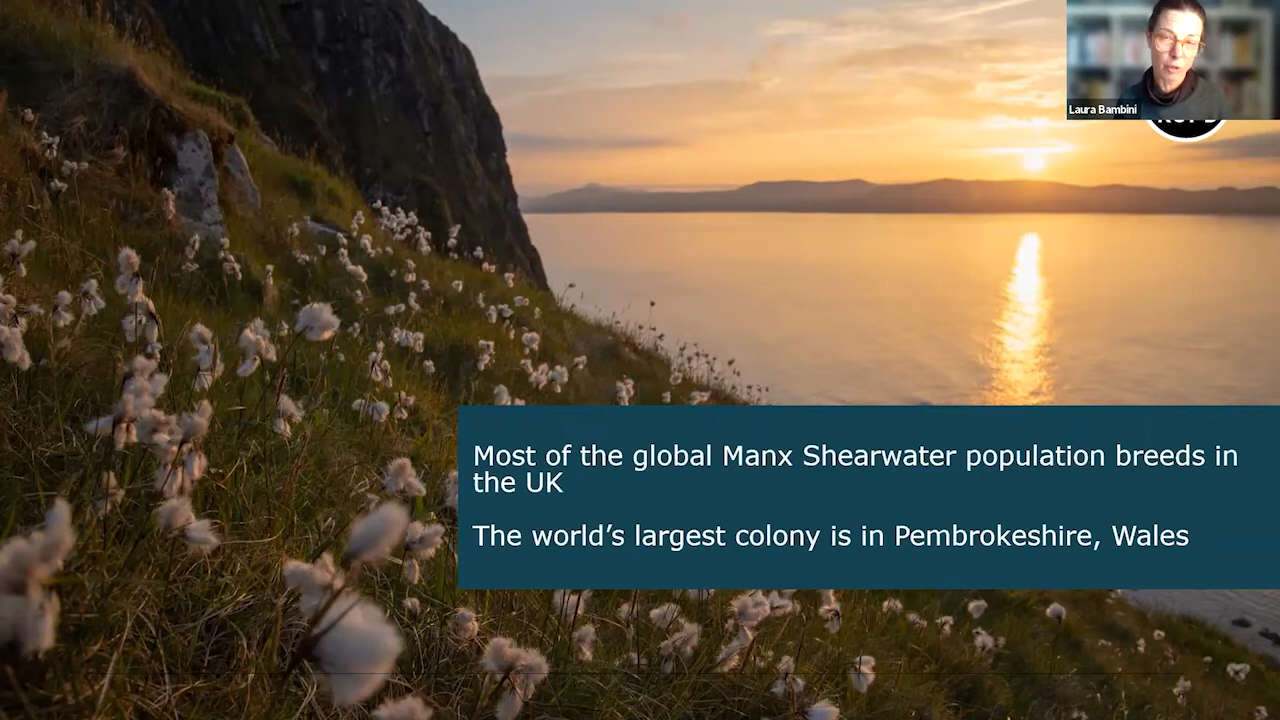 Laura Bambini
Most of the global Manx Shearwater population breeds in
the UK
The world's largest colony is in Pembrokeshire, Wales